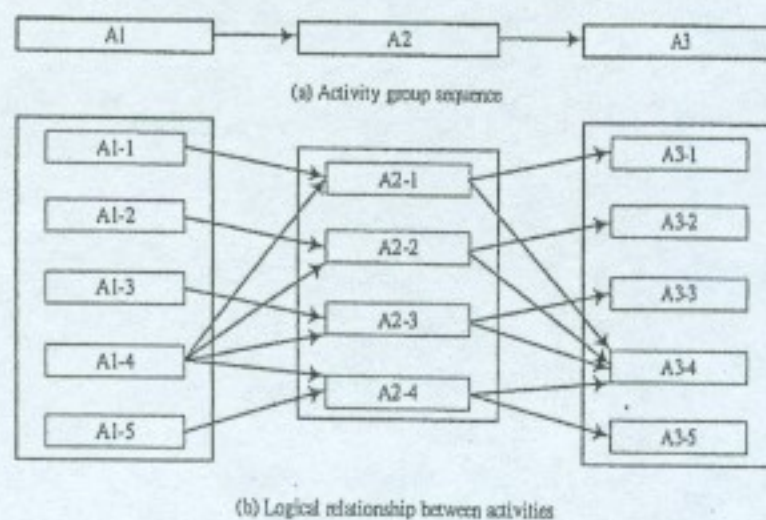 A1
A2
A3
(a) Activity group sequence
A1-1
A1-2
A1-3
A1-4
A1-5
A2-1
A2-2
A2-3
A2-4
A3-1
A3-2
A3-3
A3-4
A3-5
(b) Logical relationship between activities